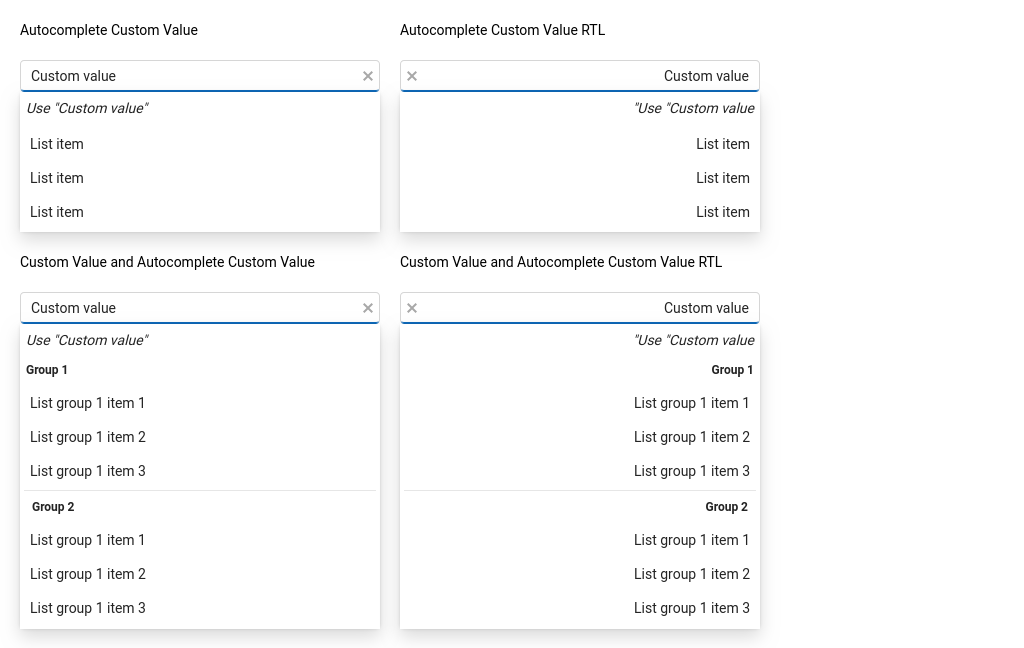 Autocomplete Custom Value
Custom value
Use "Custom value"
List item
List item
List item
Autocomplete Custom Value RTL
Custom value
"Use "Custom value
List item
List item
List item
Custom Value and Autocomplete Custom Value
Custom value
Use "Custom value"
Group 1
List group 1 item 1
List group 1 item 2
List group 1 item 3
Group 2
List group 1 item 1
List group 1 item 2
List group 1 item 3
Custom Value and Autocomplete Custom Value RTL
Custom value
"Use "Custom value
Group 1
List group 1 item 1
List group 1 item 2
List group 1 item 3
Group 2
List group 1 item 1
List group 1 item 2
List group 1 item 3